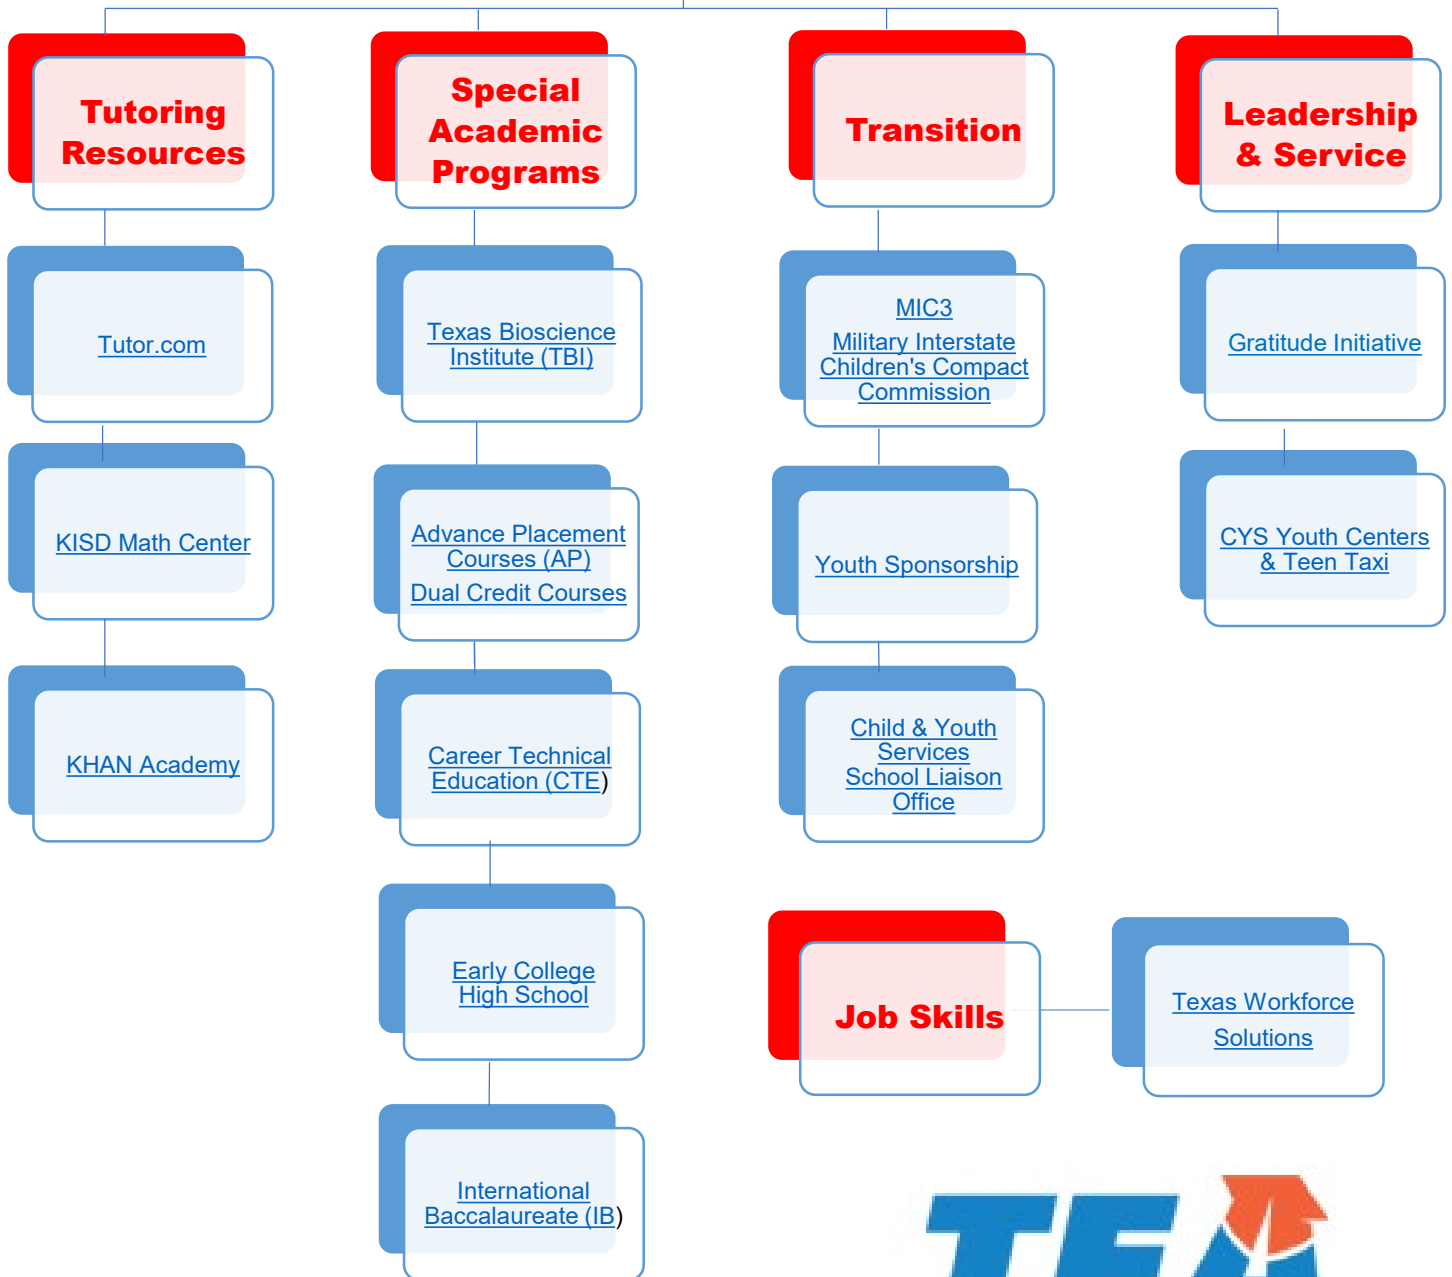 Tutoring
Resources
Tutor.com
KISD Math Center
KHAN Academy
Special
Academic
Programs
Texas Bioscience
Institute (TBI)
Advance Placement
Courses (AP)
Dual Credit Courses
Career Technical
Education (CTE)
Early College
High School
International
Baccalaureate (IB)
Transition
MIC3
Military Interstate
Children's Compact
Commission
Youth Sponsorship
Child & Youth
Services
School Liaison
Office
Leadership
& Service
Gratitude Initiative
CYS Youth Centers
& Teen Taxi
Job Skills
Texas Workforce
Solutions
TEA